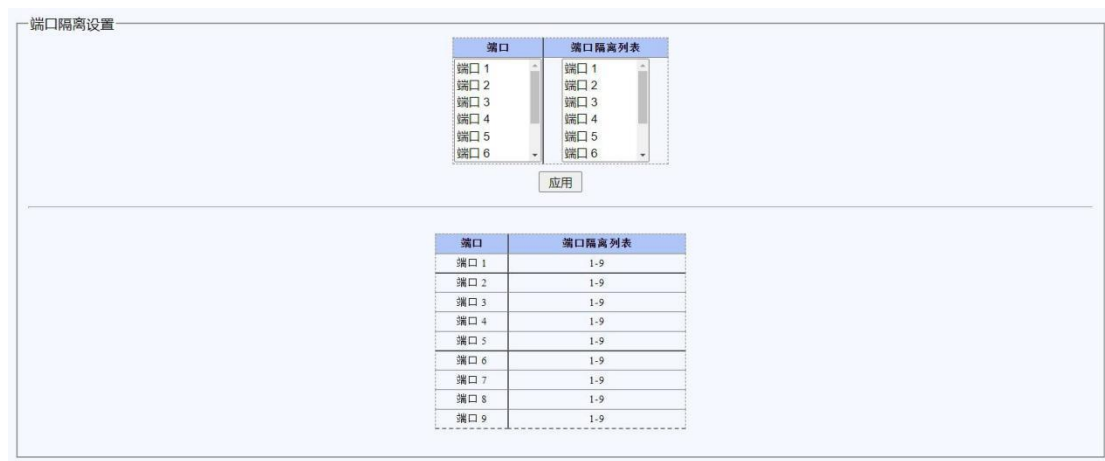 端口隔离设置
端口 端口隔离列表
端口 1 端口 1
端口 2 端口 2
端口 3 端口 3
端口 4 端口 4
端口 5 端口 5
端口 6 端口 6
应用
端口 端口隔离列表
端口 1 1-9
端口 2 1-9
端口 3 1-9
端口 4 1-9
端口 5 1-9
端口 6 1-9
端口 7 1-9
端口 8 1-9
端口 9 1-9